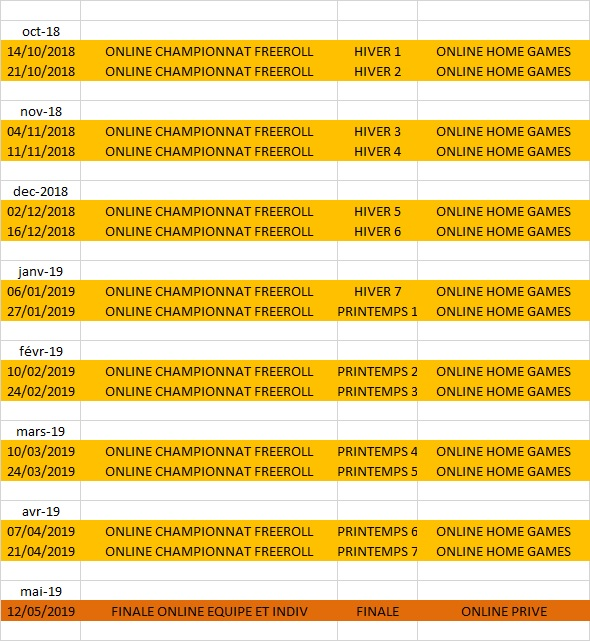 oct-18
14/10/2018 ONLINE CHAMPIONNAT FREEROLL HIVER 1 ONLINE HOME GAMES
21/10/2018 ONLINE CHAMPIONNAT FREEROLL HIVER 2 ONLINE HOME GAMES
nov-18
04/11/2018 ONLINE CHAMPIONNAT FREEROLL HIVER 3 ONLINE HOME GAMES
11/11/2018 ONLINE CHAMPIONNAT FREEROLL HIVER 4 ONLINE HOME GAMES
dec-2018
02/12/2018 ONLINE CHAMPIONNAT FREEROLL HIVER 5 ONLINE HOME GAMES
16/12/2018 ONLINE CHAMPIONNAT FREEROLL HIVER 6 ONLINE HOME GAMES
janv-19
06/01/2019 ONLINE CHAMPIONNAT FREEROLL HIVER 7 ONLINE HOME GAMES
27/01/2019 ONLINE CHAMPIONNAT FREEROLL PRINTEMPS 1 ONLINE HOME GAMES
févr-19
10/02/2019 ONLINE CHAMPIONNAT FREEROLL PRINTEMPS 2 ONLINE HOME GAMES
24/02/2019 ONLINE CHAMPIONNAT FREEROLL PRINTEMPS 3 ONLINE HOME GAMES
mars-19
10/03/2019 ONLINE CHAMPIONNAT FREEROLL PRINTEMPS 4 ONLINE HOME GAMES
24/03/2019 ONLINE CHAMPIONNAT FREEROLL PRINTEMPS 5 ONLINE HOME GAMES
avr-19
07/04/2019 ONLINE CHAMPIONNAT FREEROLL PRINTEMPS 6 ONLINE HOME GAMES
21/04/2019 ONLINE CHAMPIONNAT FREEROLL PRINTEMPS 7 ONLINE HOME GAMES
mai-19
12/05/2019 FINALE ONLINE EQUIPE ET INDIV FINALE ONLINE PRIVE